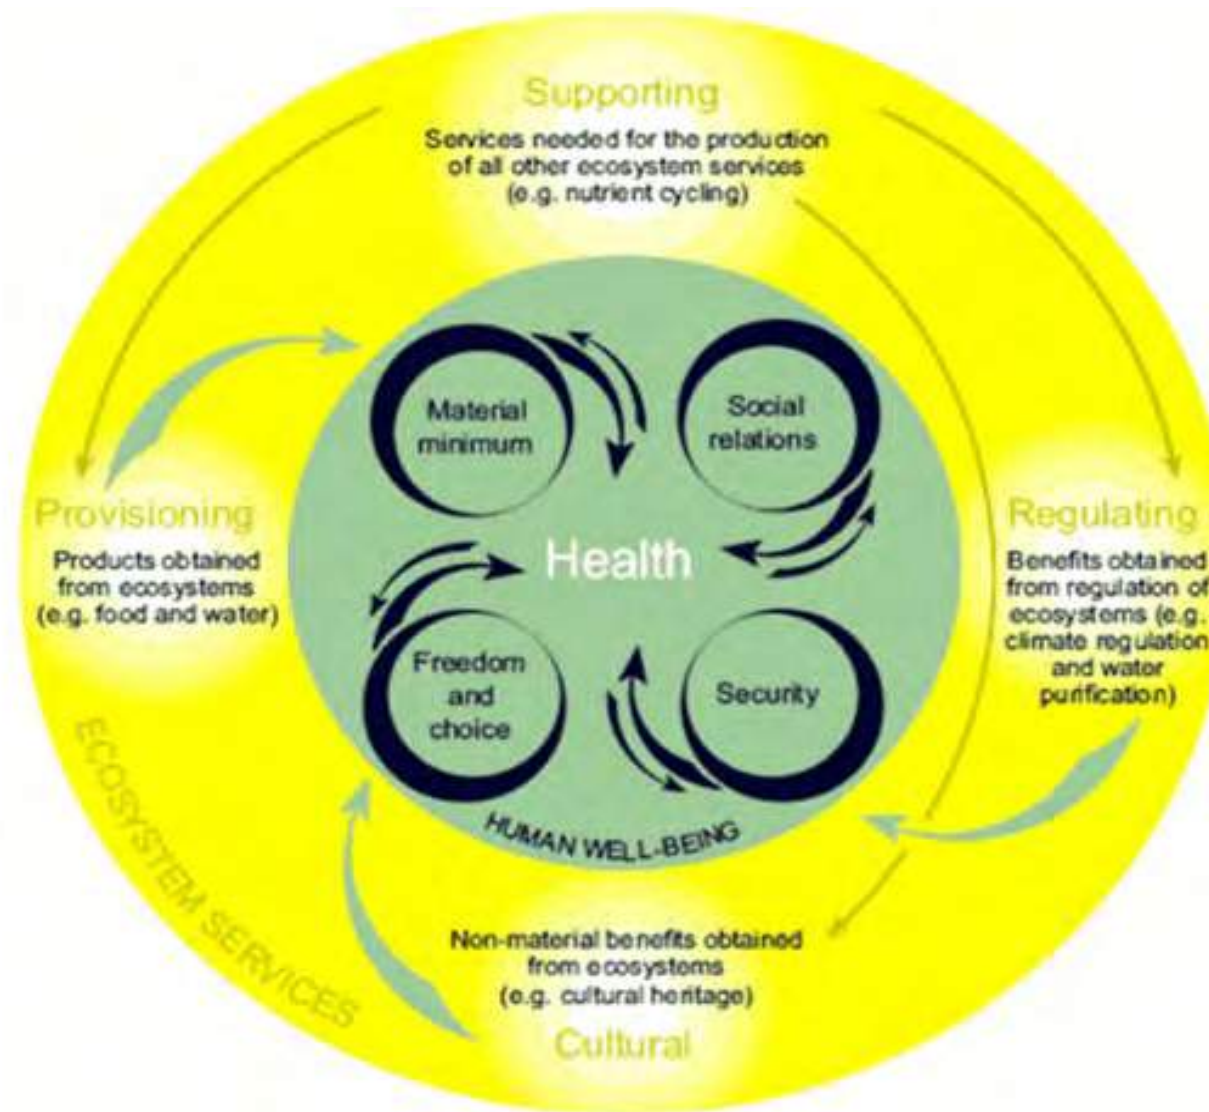 Supporting
Services needed for the production
of all other ecosystem services
(e.g. nutrient cycling)
Material
minimum
Social
relations
Provisioning
Products obtained
from ecosystems
(e.g. food and water)
Health
Regulating
Benefits obtained
from regulation of
ecosystems (e.g.
climate regulation
and water
purification)
Freedom
and
choice
Security
HUMAN WELL-BEING
ECOSYSTEM SERVICES
Non-material benefits obtained
from ecosystems
(e.g. cultural heritage)
Cultural